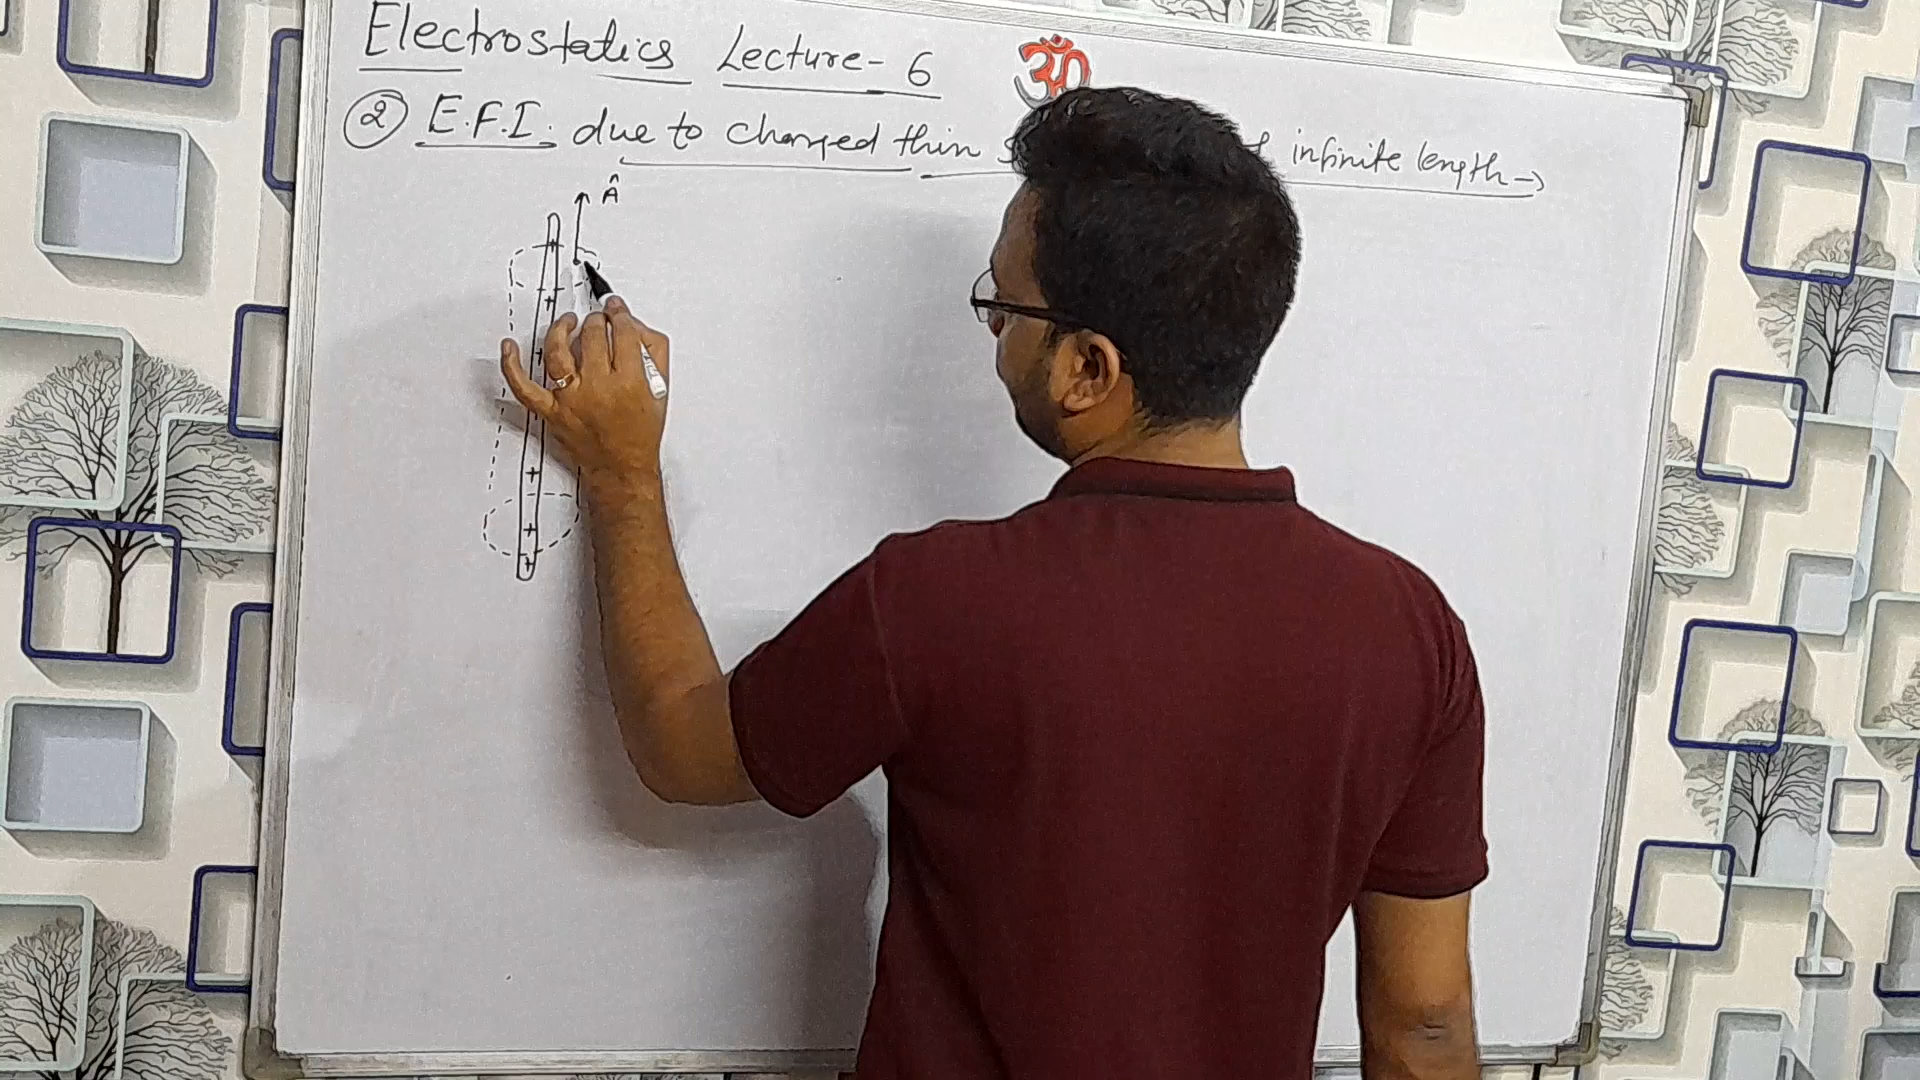 Electrostatics Lecture-6
ॐ
② E.F.I. due to charged thin infinite length→
Â
+
+
+
+
+
+